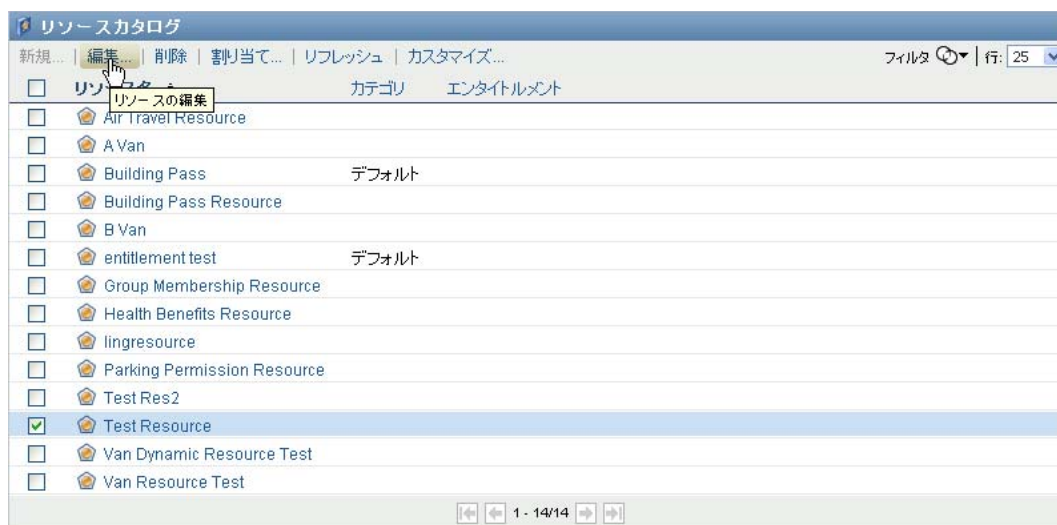 リソースカタログ
新規... | 編集... | 削除 | 割り当て... | リフレッシュ | カスタマイズ... フィルタ | 行: 25
カテゴリ エンタイトルメント
リソースの編集
Air Travel Resource
A Van
Building Pass デフォルト
Building Pass Resource
B Van
entitlement test デフォルト
Group Membership Resource
Health Benefits Resource
lingresource
Parking Permission Resource
Test Res2
Test Resource
Van Dynamic Resource Test
Van Resource Test
1 - 14/14